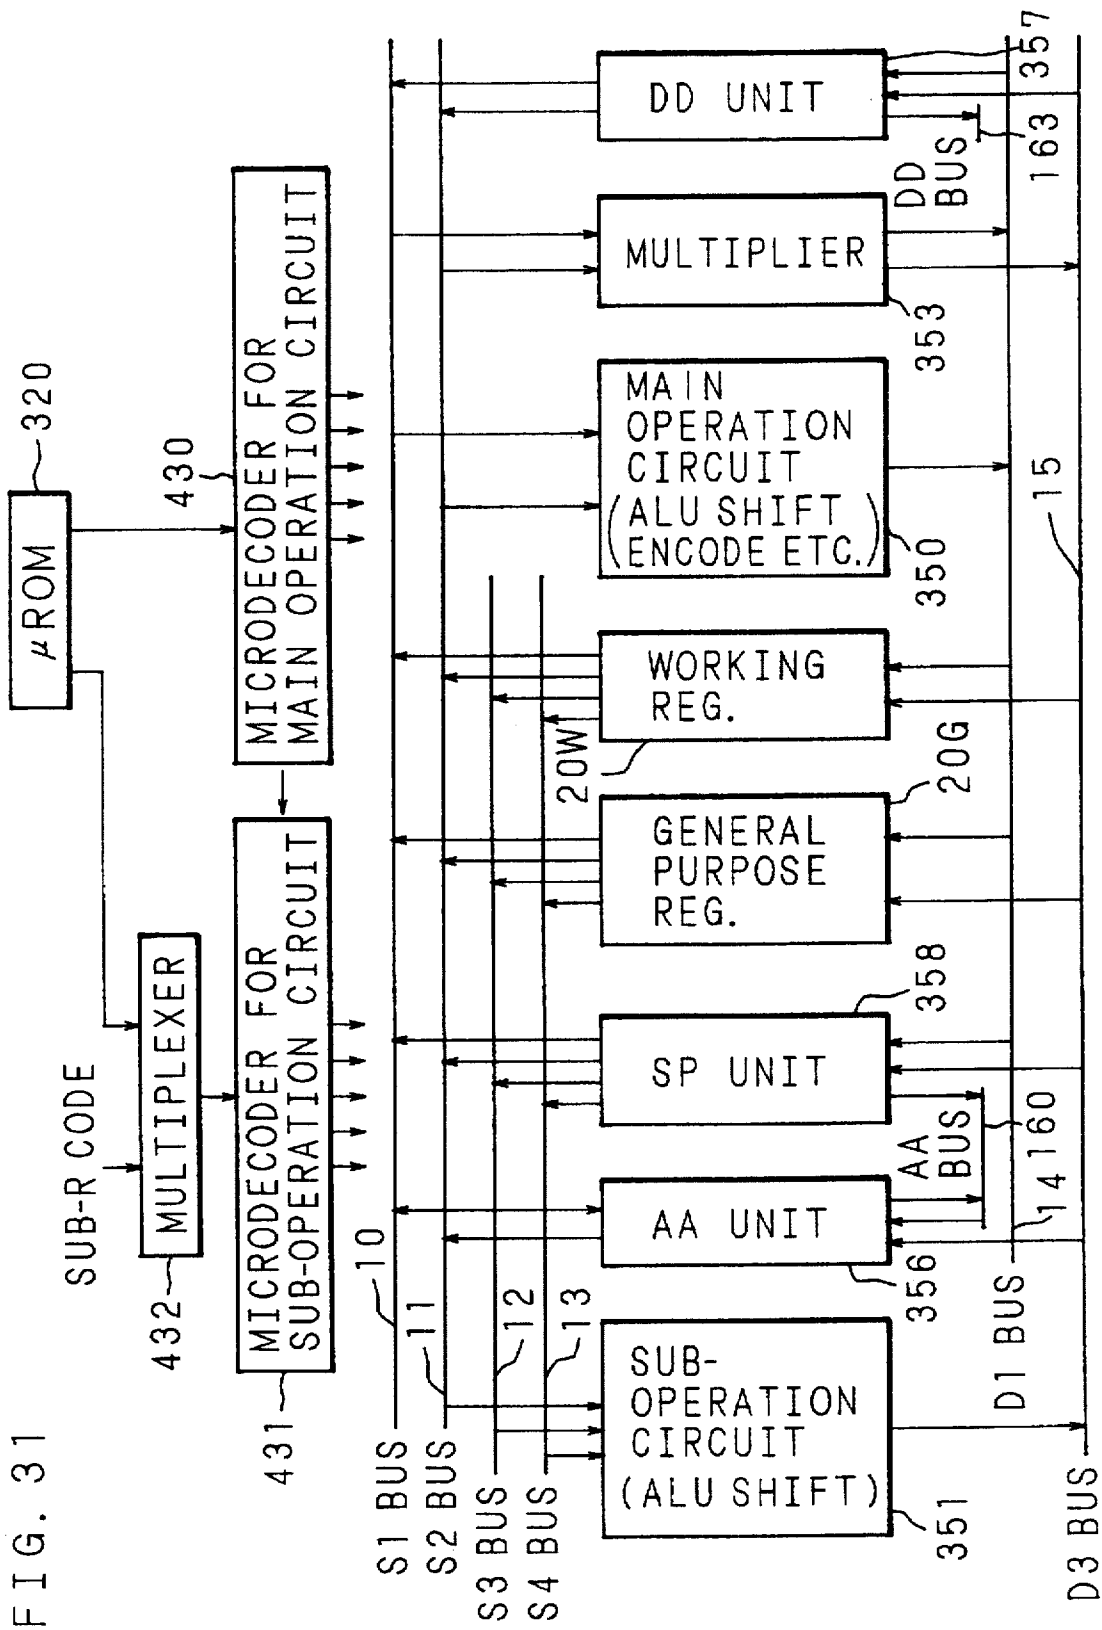 FIG. 31
μROM
320
SUB-R CODE
MULTIPLEXER
432
430
MICRODECODER FOR
SUB-OPERATION CIRCUIT
431
MICRODECODER FOR
MAIN OPERATION CIRCUIT
S1 BUS
10
S2 BUS
11
S3 BUS
12
S4 BUS
13
SUB-
OPERATION
CIRCUIT
(ALU SHIFT)
351
AA UNIT
356
SP UNIT
358
GENERAL
PURPOSE
REG.
20G
WORKING
REG.
20W
MAIN
OPERATION
CIRCUIT
(ALU SHIFT
ENCODE ETC.)
350
MULTIPLIER
353
DD UNIT
357
AA
BUS
160
DD
BUS
163
D1 BUS
14
D3 BUS
15